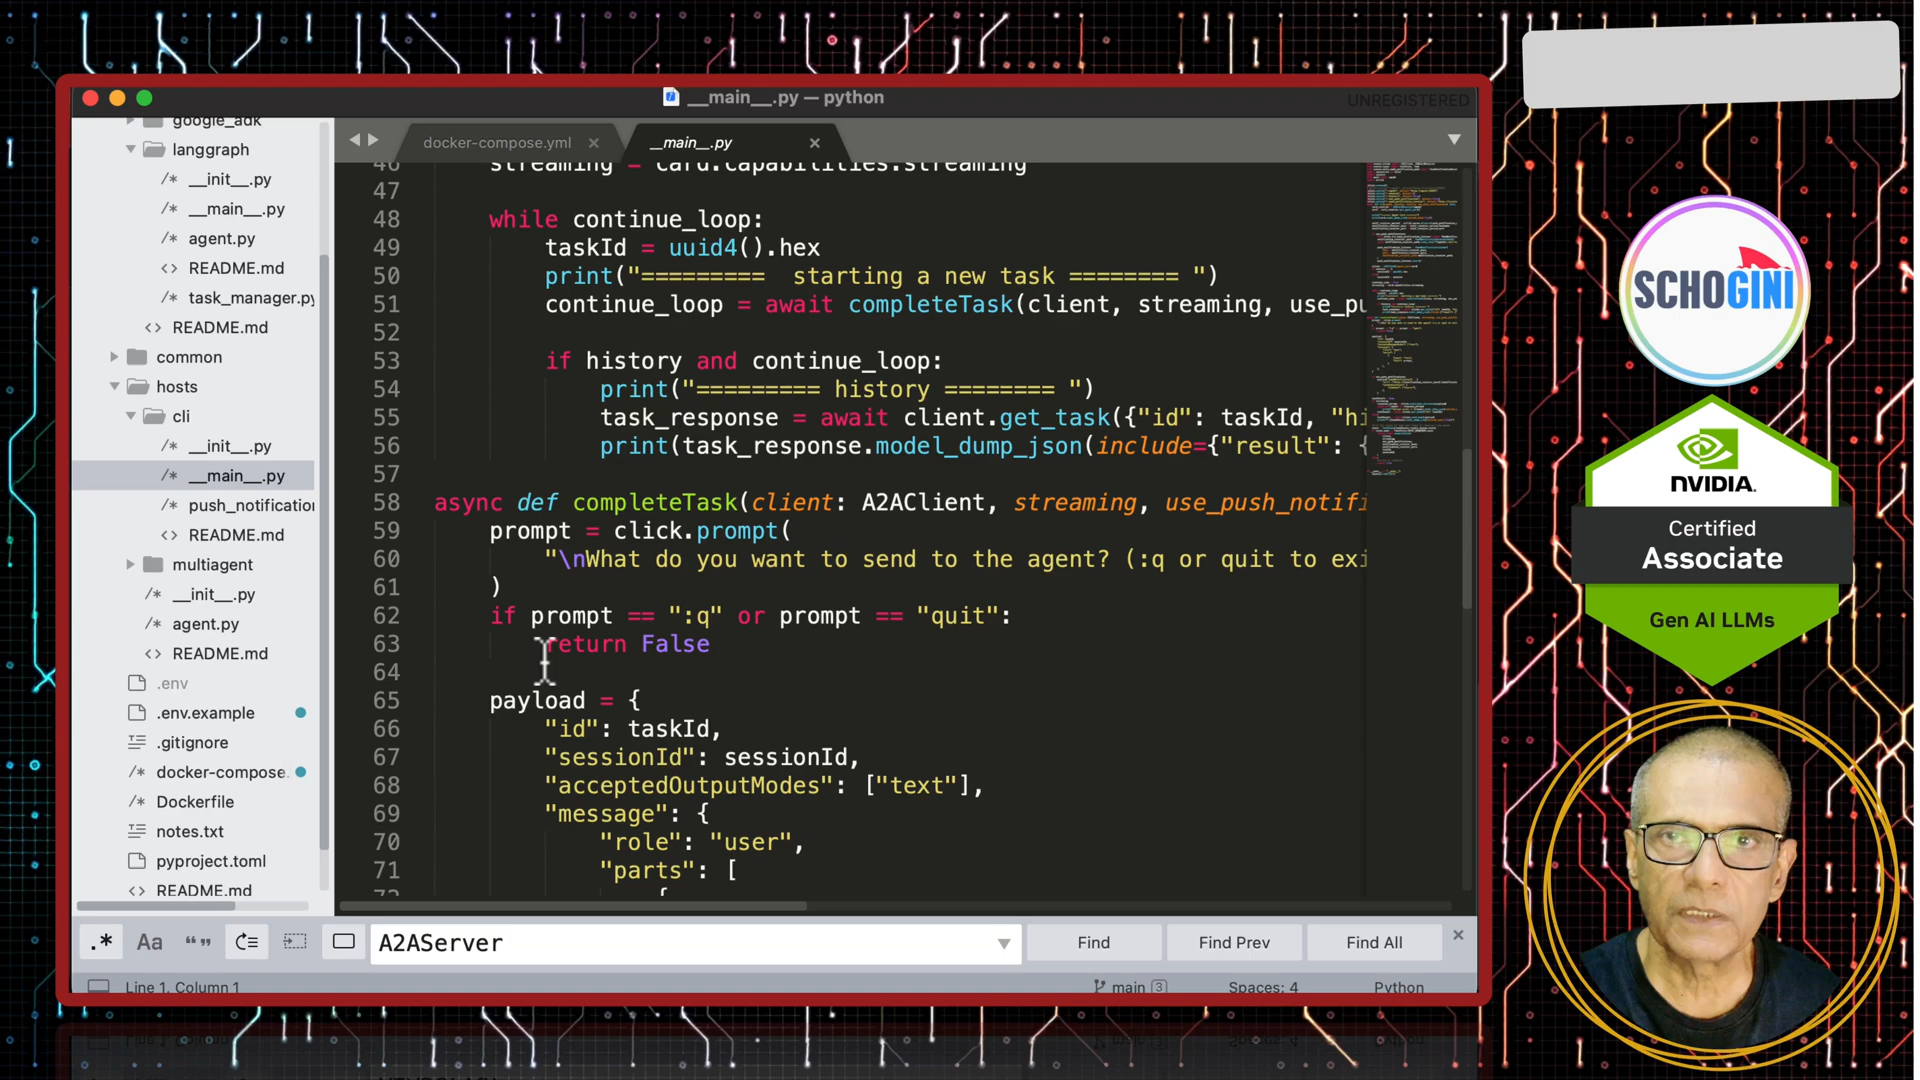 __main__.py — python
UNREGISTERED
google_adk
langgraph
/* __init__.py
/* __main__.py
/* agent.py
<> README.md
/* task_manager.py
<> README.md
common
hosts
cli
/* __init__.py
/* __main__.py
/* push_notification
<> README.md
multiagent
/* __init__.py
/* agent.py
<> README.md
.env
.env.example
.gitignore
/* docker-compose.
/* Dockerfile
notes.txt
pyproject.toml
<> README.md
docker-compose.yml
__main__.py
46 streaming = card.capabilities.streaming
47
48 while continue_loop:
49 taskId = uuid4().hex
50 print("=========  starting a new task ======== ")
51 continue_loop = await completeTask(client, streaming, use_pu
52
53 if history and continue_loop:
54 print("========= history ======== ")
55 task_response = await client.get_task({"id": taskId, "hi
56 print(task_response.model_dump_json(include={"result": {
57
58 async def completeTask(client: A2AClient, streaming, use_push_notifi
59 prompt = click.prompt(
60 "\nWhat do you want to send to the agent? (:q or quit to exi
61 )
62 if prompt == ":q" or prompt == "quit":
63 return False
64
65 payload = {
66 "id": taskId,
67 "sessionId": sessionId,
68 "acceptedOutputModes": ["text"],
69 "message": {
70 "role": "user",
71 "parts": [
72 {
.* Aa “ ” A2AServer Find Find Prev Find All
Line 1, Column 1 main 3 Spaces: 4 Python
SCHOGINI
NVIDIA.
Certified
Associate
Gen AI LLMs